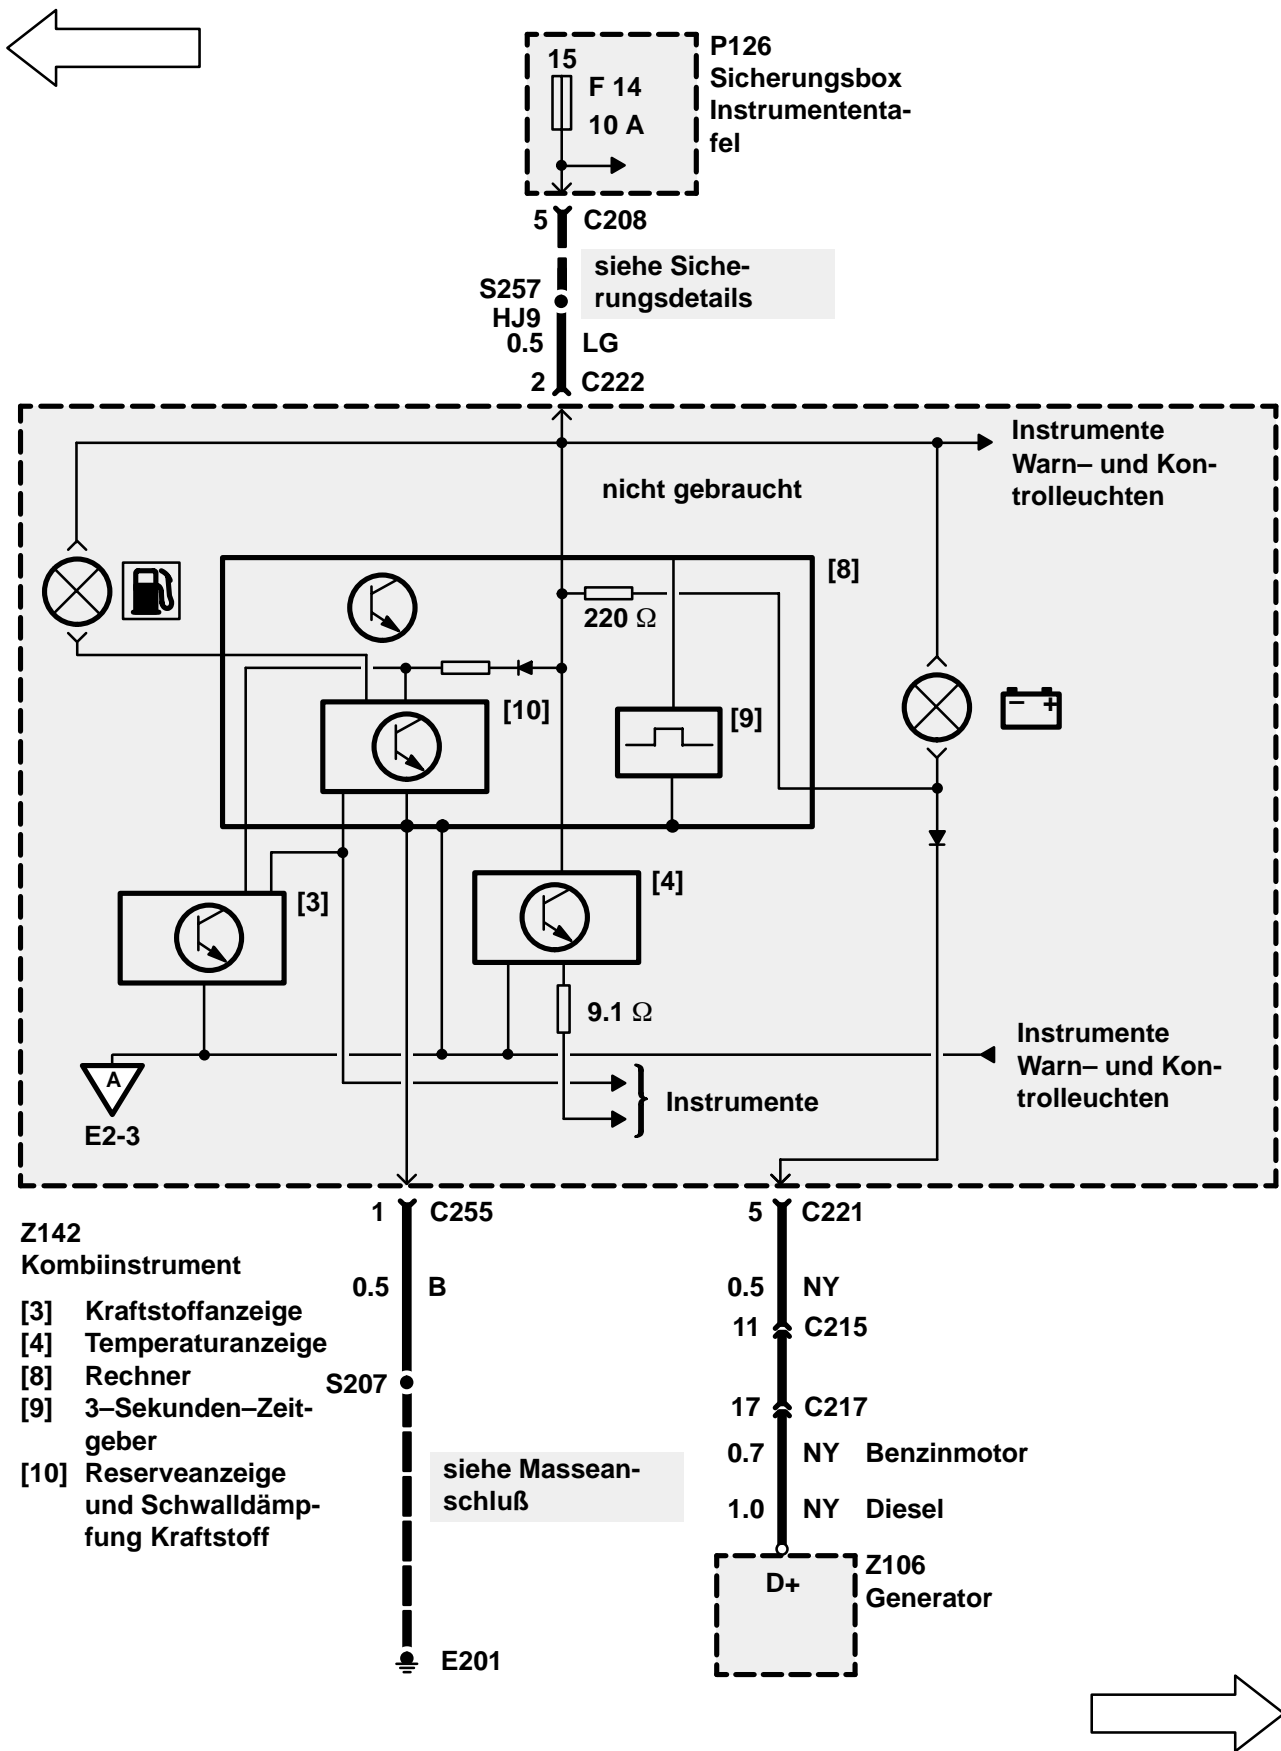 15
F 14
10 A
P126
Sicherungsbox
Instrumententa-
fel
5 C208
siehe Siche-
rungsdetails
S257
HJ9
0.5 LG
2 C222
Instrumente
Warn– und Kon-
trolleuchten
nicht gebraucht
[8]
220 Ω
[10]
[9]
– +
[3]
[4]
9.1 Ω
Instrumente
Warn– und Kon-
trolleuchten
A
E2-3
Instrumente
1 C255
5 C221
Z142
Kombiinstrument
0.5 B
0.5 NY
[3] Kraftstoffanzeige
[4] Temperaturanzeige
[8] Rechner
[9] 3–Sekunden–Zeit-
geber
[10] Reserveanzeige
und Schwalldämp-
fung Kraftstoff
11 C215
S207
17 C217
0.7 NY Benzinmotor
siehe Massean-
schluß
1.0 NY Diesel
D+
Z106
Generator
E201